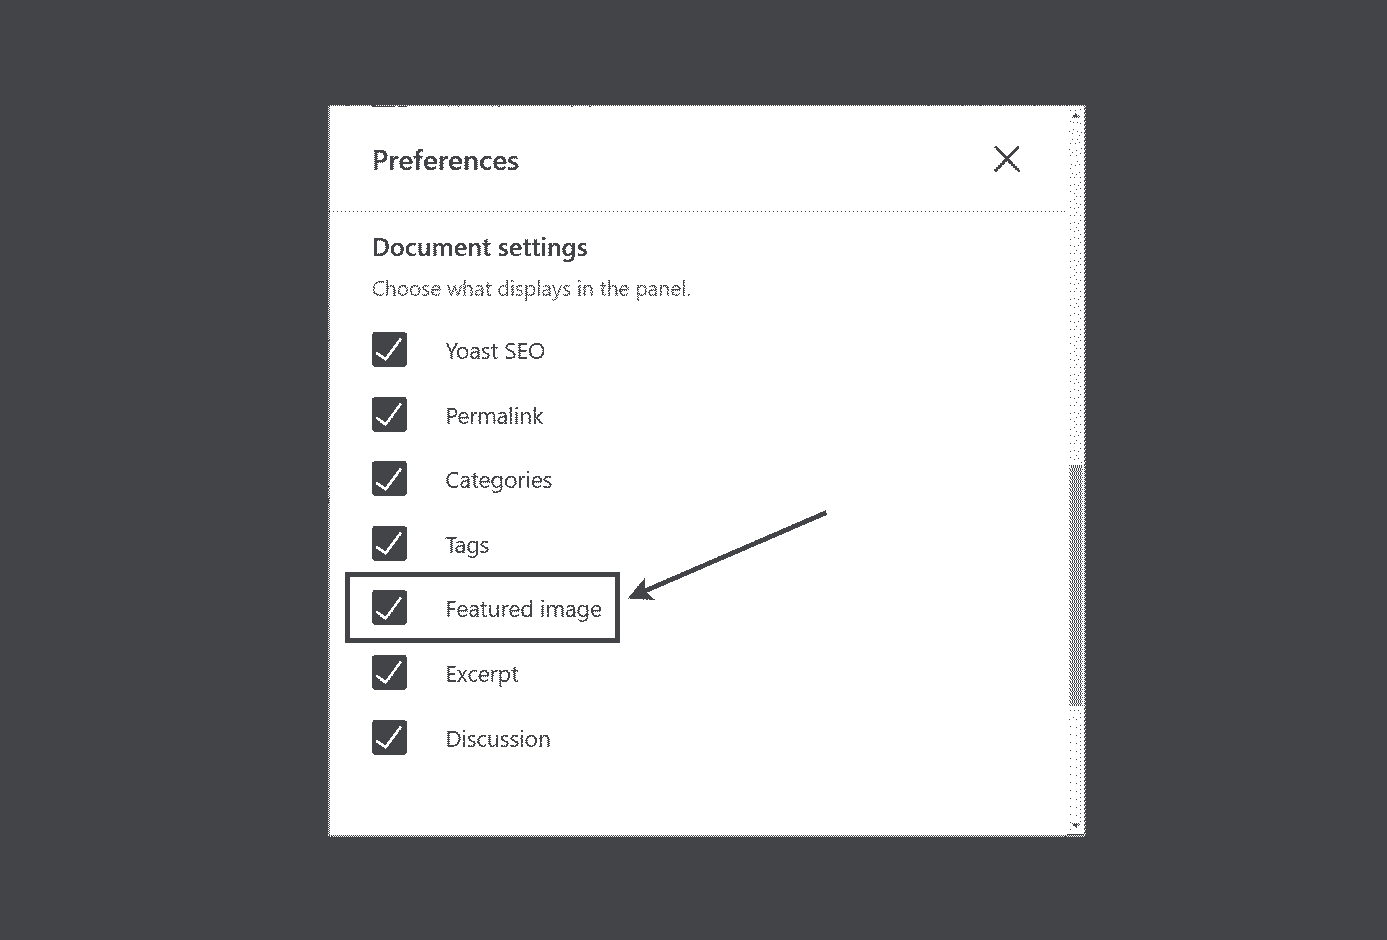 Preferences
Document settings
Choose what displays in the panel.
Yoast SEO
Permalink
Categories
Tags
Featured image
Excerpt
Discussion